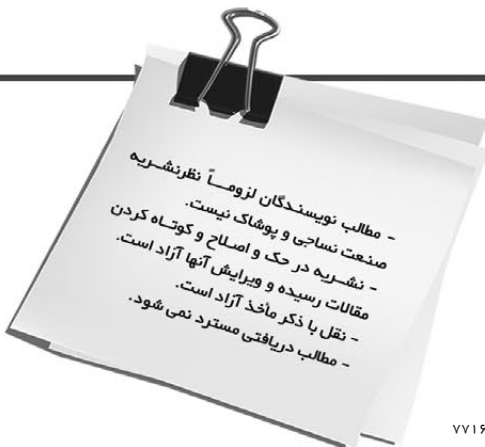 - مطالب نویسندگان لزومـاً نظرنشریه
صنعت نساجی و پوشاک نیست.
- نشریه در حک و اصلاح و کوتاه کردن
مقالات رسیده و ویرایش آنها آزاد است.
- نقل با ذکر مأخذ آزاد است.
- مطالب دریافتی مسترد نمی شود.
۷۷۱۶